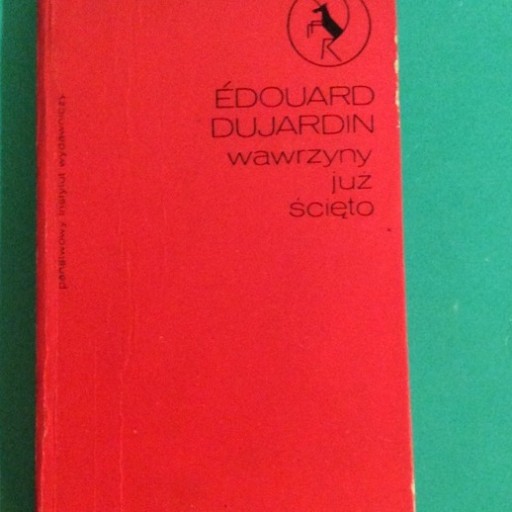 ÉDOUARD
DUJARDIN
wawrzyny
już
ścięto
państwowy instytut wydawniczy